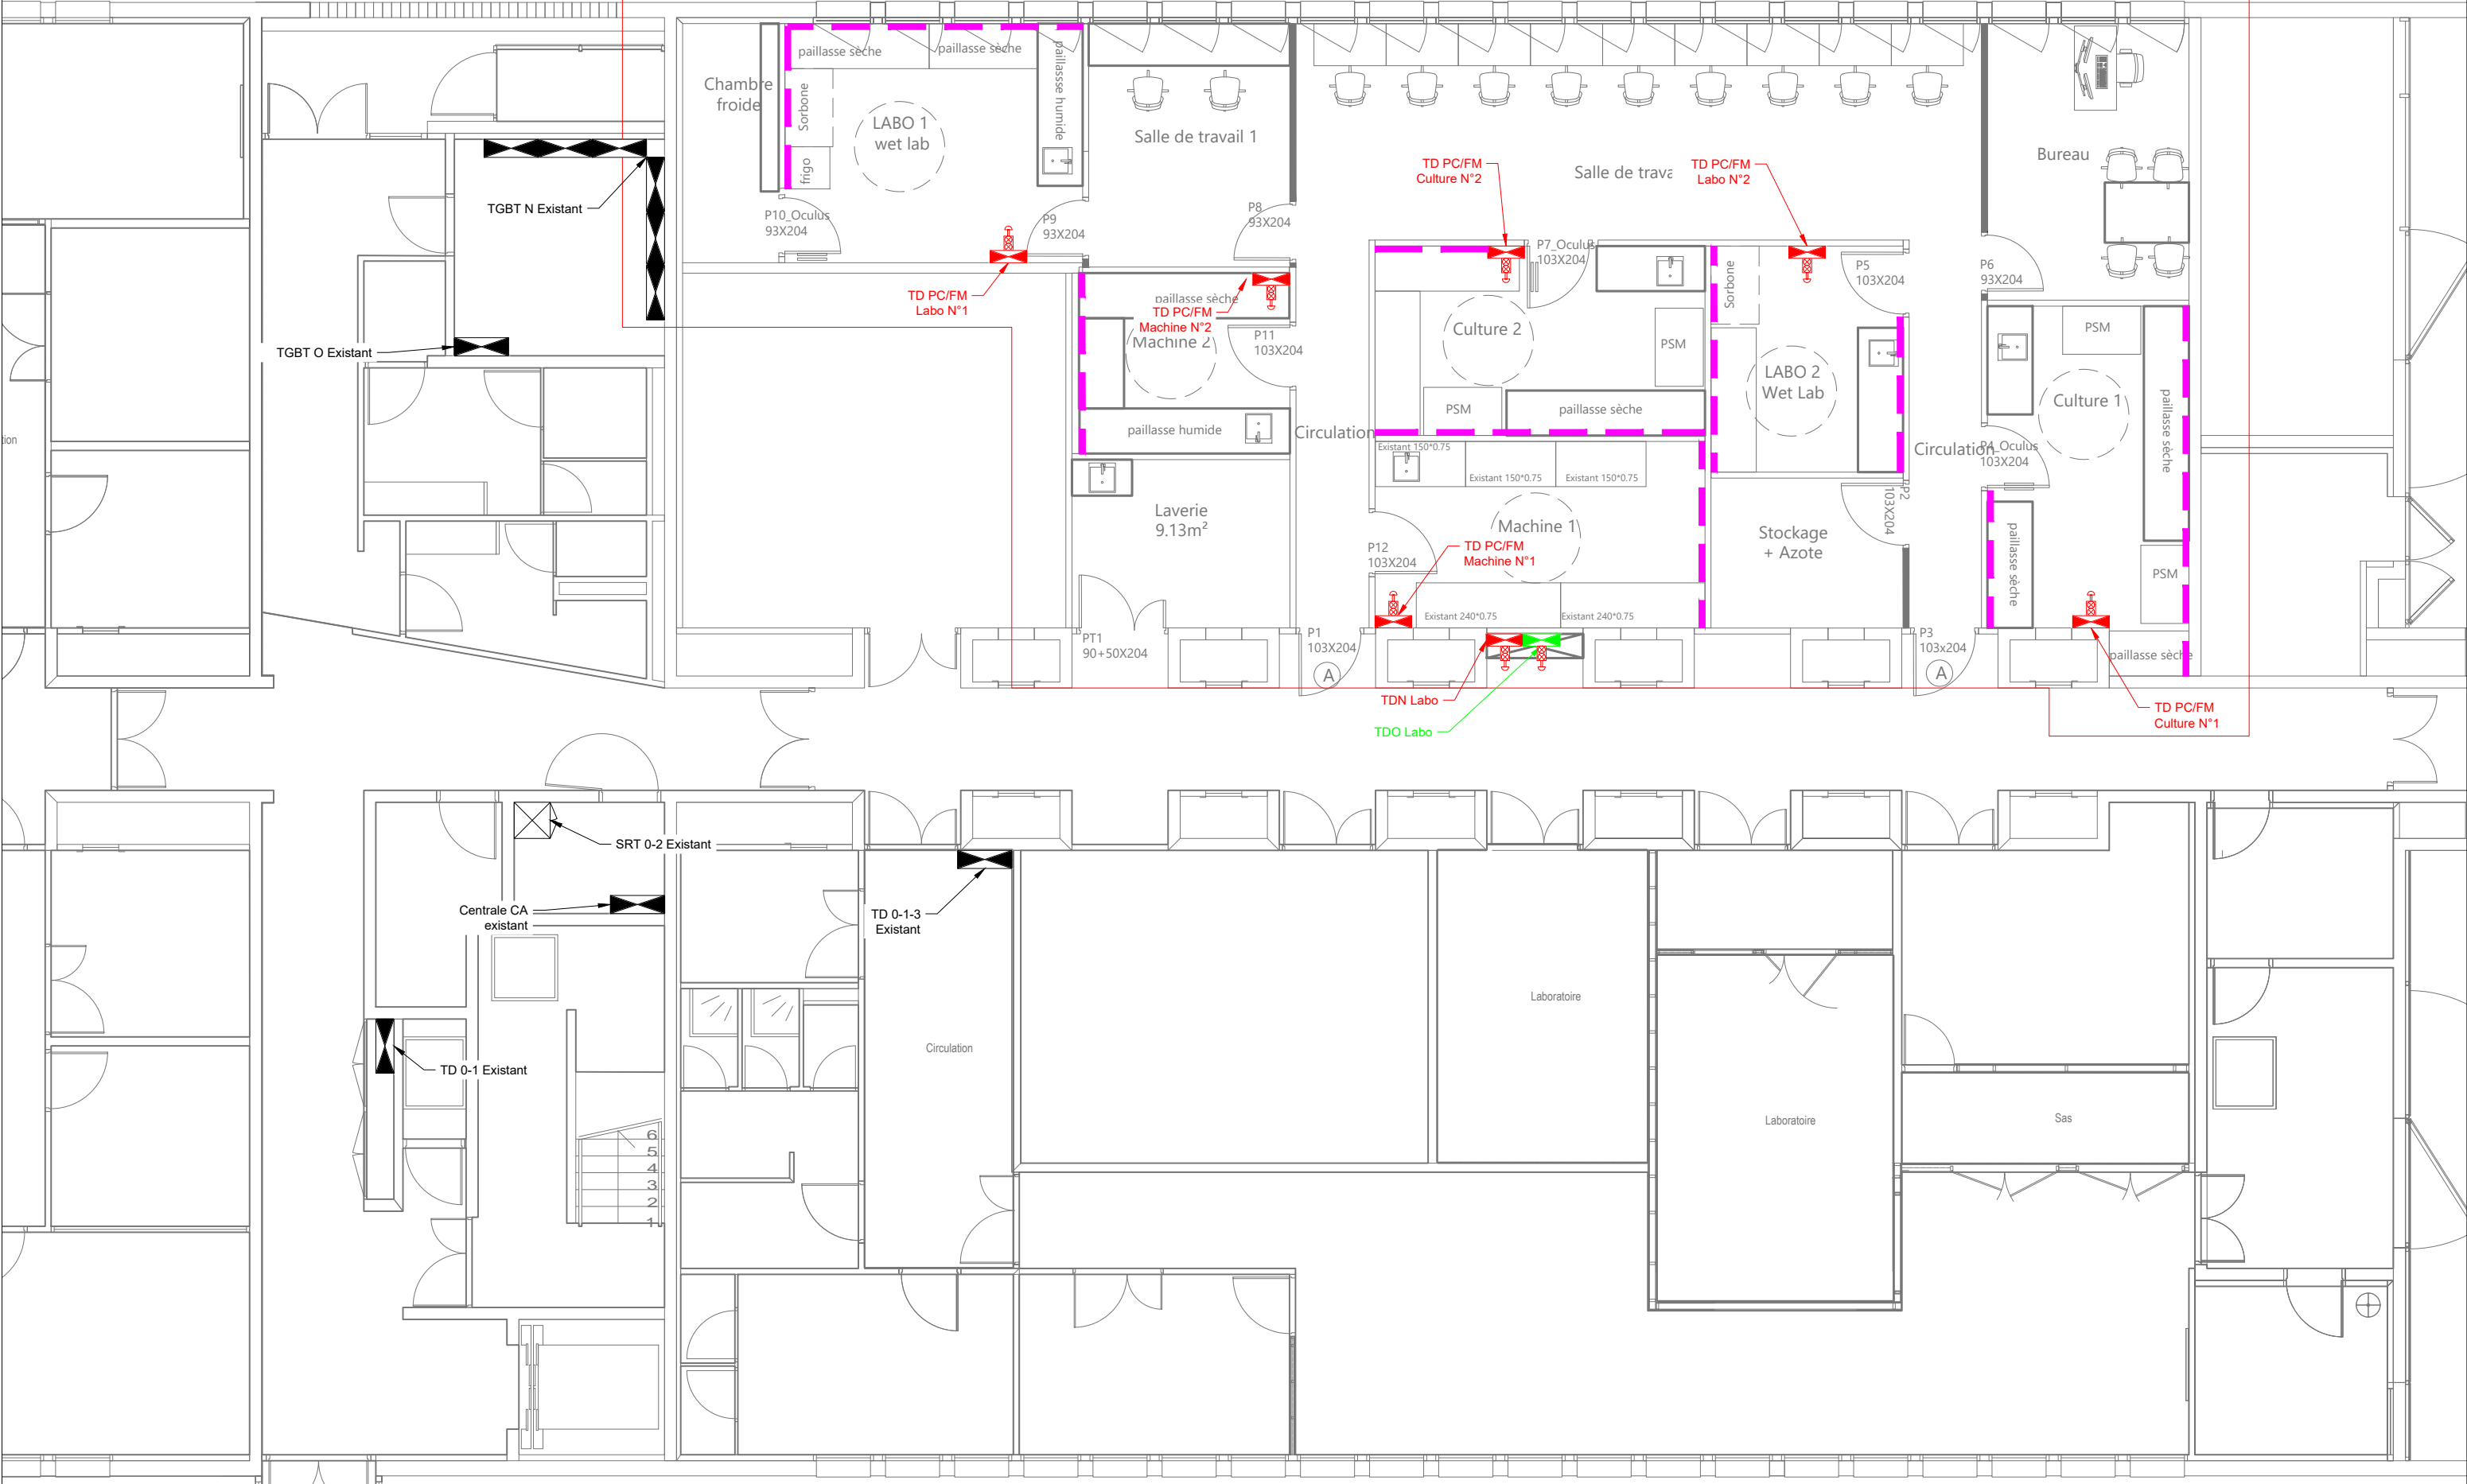 paillasse sèche
paillasse sèche
paillasse humide
Chambre
froide
Sorbone
frigo
LABO 1
wet lab
Salle de travail 1
Salle de trava
Bureau
TGBT N Existant
TGBT O Existant
P10_Oculus
93X204
P9
93X204
P8
93X204
TD PC/FM
Labo N°1
TD PC/FM
Culture N°2
TD PC/FM
Labo N°2
P7_Oculus
103X204
P5
103X204
P6
93X204
paillasse sèche
TD PC/FM
Machine N°2
Machine 2
P11
103X204
Culture 2
PSM
PSM
paillasse sèche
Sorbone
LABO 2
Wet Lab
PSM
Culture 1
paillasse sèche
paillasse humide
Circulation
Circulation
P4_Oculus
103X204
Existant 150*0.75
Existant 150*0.75
Existant 150*0.75
P2
103X204
Laverie
9.13m²
Machine 1
Stockage
+ Azote
P12
103X204
TD PC/FM
Machine N°1
paillasse sèche
PSM
Existant 240*0.75
Existant 240*0.75
PT1
90+50X204
P1
103X204
A
P3
103x204
A
paillasse sèche
TDN Labo
TDO Labo
TD PC/FM
Culture N°1
SRT 0-2 Existant
Centrale CA
existant
TD 0-1-3
Existant
Laboratoire
Circulation
TD 0-1 Existant
Laboratoire
Sas
6
5
4
3
2
1
tion